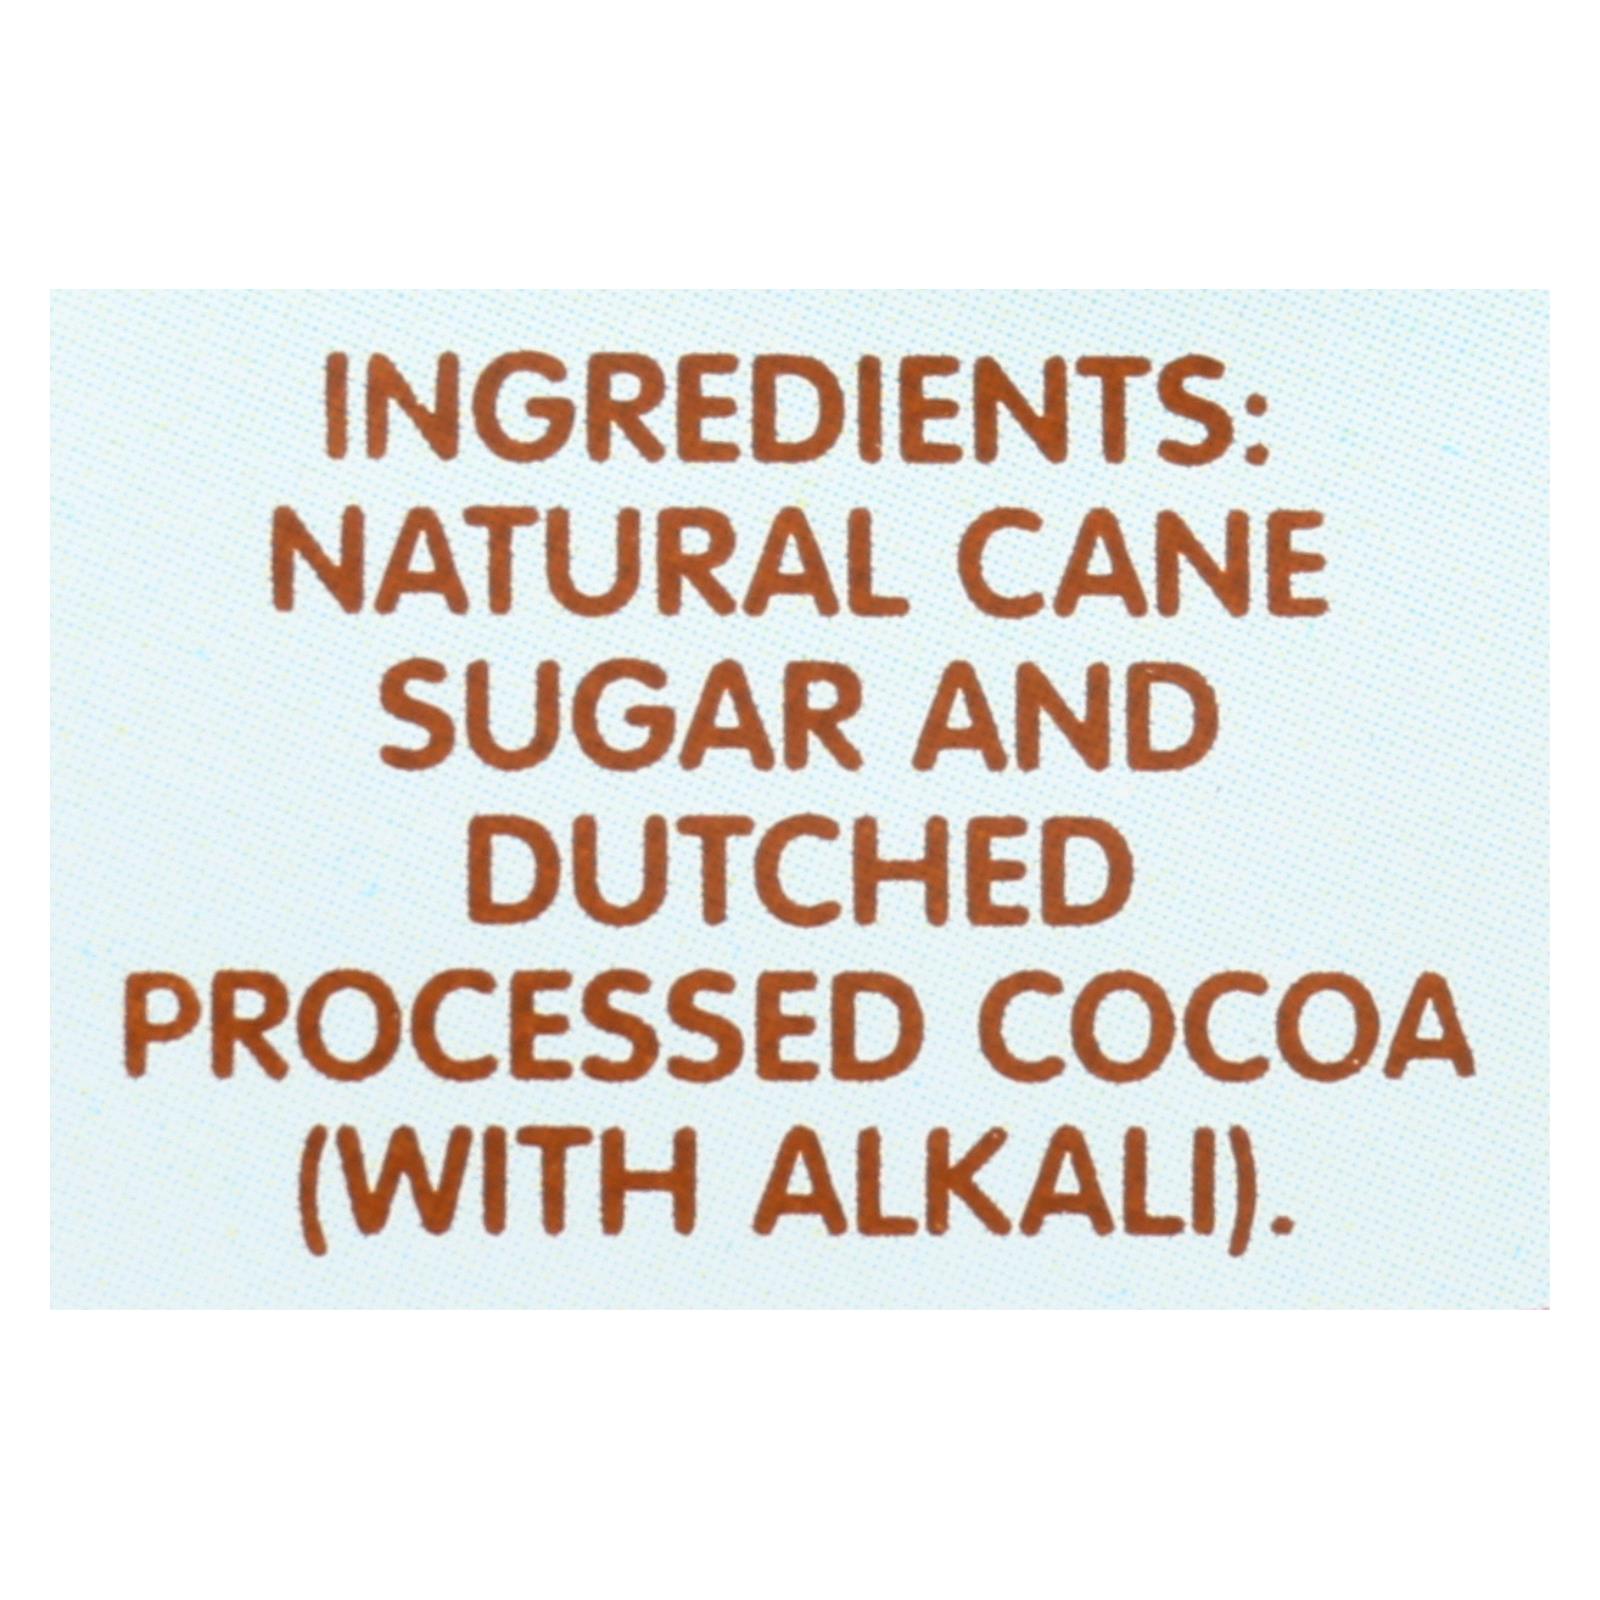 INGREDIENTS:
NATURAL CANE
SUGAR AND
DUTCHED
PROCESSED COCOA
(WITH ALKALI).